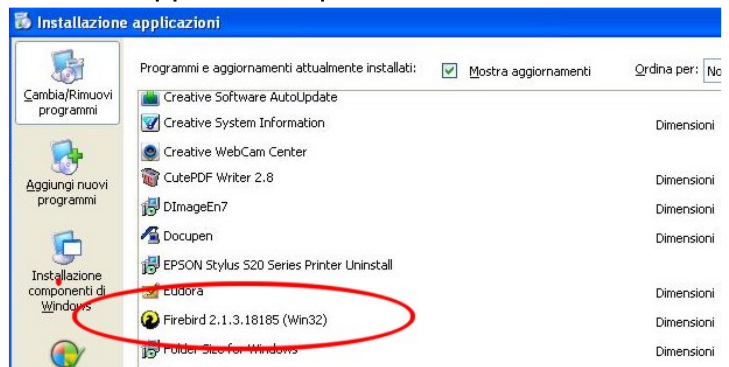 Installazione applicazioni
Cambia/Rimuovi
programmi
Aggiungi nuovi
programmi
Installazione
componenti di
Windows
Programmi e aggiornamenti attualmente installati:
Mostra aggiornamenti
Ordina per:
No
Creative Software AutoUpdate
Creative System Information Dimensioni
Creative WebCam Center
CutePDF Writer 2.8 Dimensioni
DImageEn7 Dimensioni
Docupen Dimensioni
EPSON Stylus S20 Series Printer Uninstall
Eudora Dimensioni
Firebird 2.1.3.18185 (Win32) Dimensioni
Folder Size for Windows Dimensioni